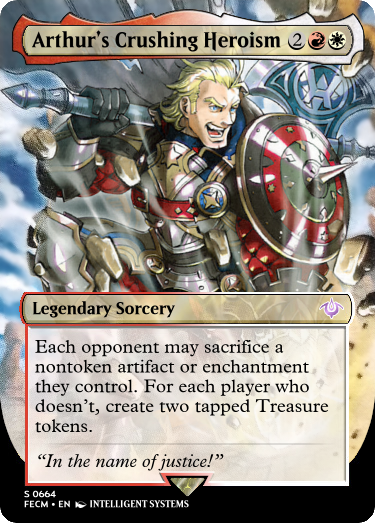 Arthur's Crushing Heroism 2
Legendary Sorcery
Each opponent may sacrifice a
nontoken artifact or enchantment
they control. For each player who
doesn't, create two tapped Treasure
tokens.
“In the name of justice!”
S 0664
FECM • EN INTELLIGENT SYSTEMS